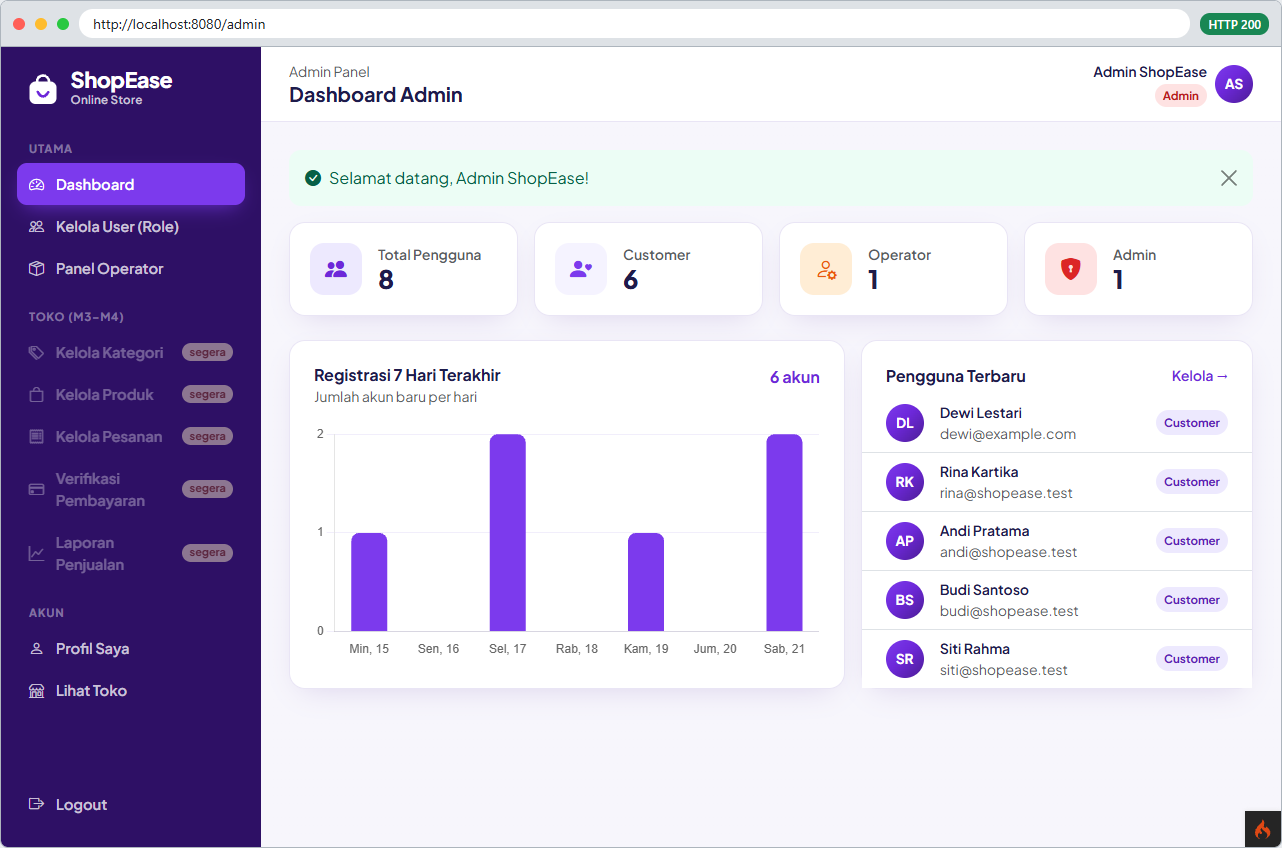 http://localhost:8080/admin
HTTP 200
ShopEase
Online Store
UTAMA
Dashboard
Kelola User (Role)
Panel Operator
TOKO (M3–M4)
Kelola Kategori segera
Kelola Produk segera
Kelola Pesanan segera
Verifikasi
Pembayaran
segera
Laporan
Penjualan
segera
AKUN
Profil Saya
Lihat Toko
Logout
Admin Panel
Dashboard Admin
Admin ShopEase
Admin
AS
Selamat datang, Admin ShopEase!
Total Pengguna
8
Customer
6
Operator
1
Admin
1
Registrasi 7 Hari Terakhir
Jumlah akun baru per hari
6 akun
2
1
0
Min, 15 Sen, 16 Sel, 17 Rab, 18 Kam, 19 Jum, 20 Sab, 21
Pengguna Terbaru
Kelola →
DL
Dewi Lestari
dewi@example.com
Customer
RK
Rina Kartika
rina@shopease.test
Customer
AP
Andi Pratama
andi@shopease.test
Customer
BS
Budi Santoso
budi@shopease.test
Customer
SR
Siti Rahma
siti@shopease.test
Customer